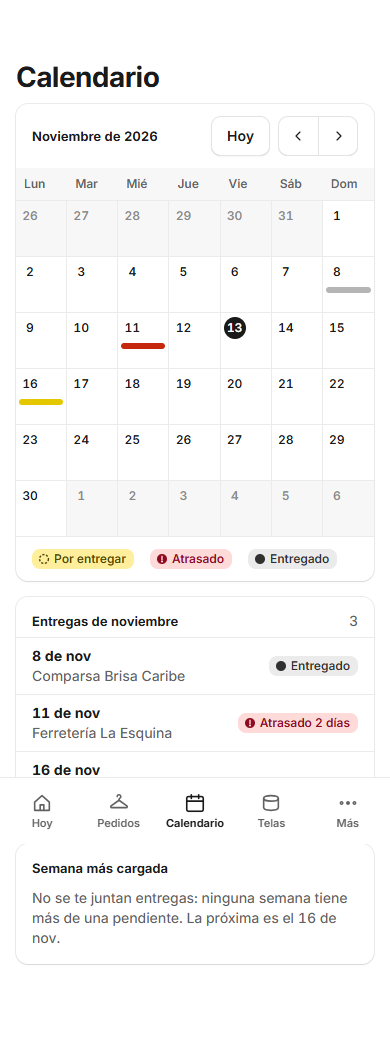 Calendario
Noviembre de 2026 Hoy
Lun Mar Mié Jue Vie Sáb Dom
26 27 28 29 30 31 1
2 3 4 5 6 7 8
9 10 11 12 13 14 15
16 17 18 19 20 21 22
23 24 25 26 27 28 29
30 1 2 3 4 5 6
Por entregar Atrasado Entregado
Entregas de noviembre 3
8 de nov
Comparsa Brisa Caribe
Entregado
11 de nov
Ferretería La Esquina
Atrasado 2 días
16 de nov
Hoy Pedidos Calendario Telas Más
Semana más cargada
No se te juntan entregas: ninguna semana tiene
más de una pendiente. La próxima es el 16 de
nov.